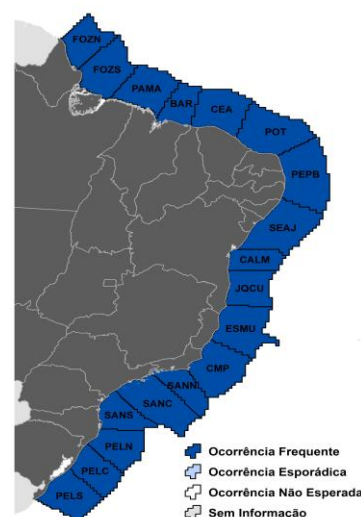 FOZN
FOZS
PAMA
BAR
CEA
POT
PEPB
SEAJ
CALM
JQCU
ESMU
CMP
SANN
SANC
SANS
PELN
PELC
PELS
Ocorrência Frequente
Ocorrência Esporádica
Ocorrência Não Esperada
Sem Informação